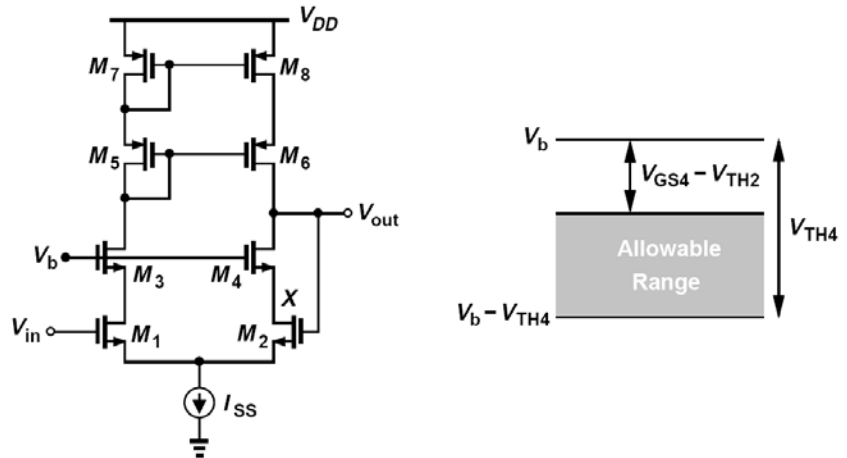 V_DD
M_7
M_8
M_5
M_6
V_out
V_b
M_3
M_4
X
V_in
M_1
M_2
I_SS
V_b
V_GS4 – V_TH2
V_TH4
Allowable
Range
V_b – V_TH4